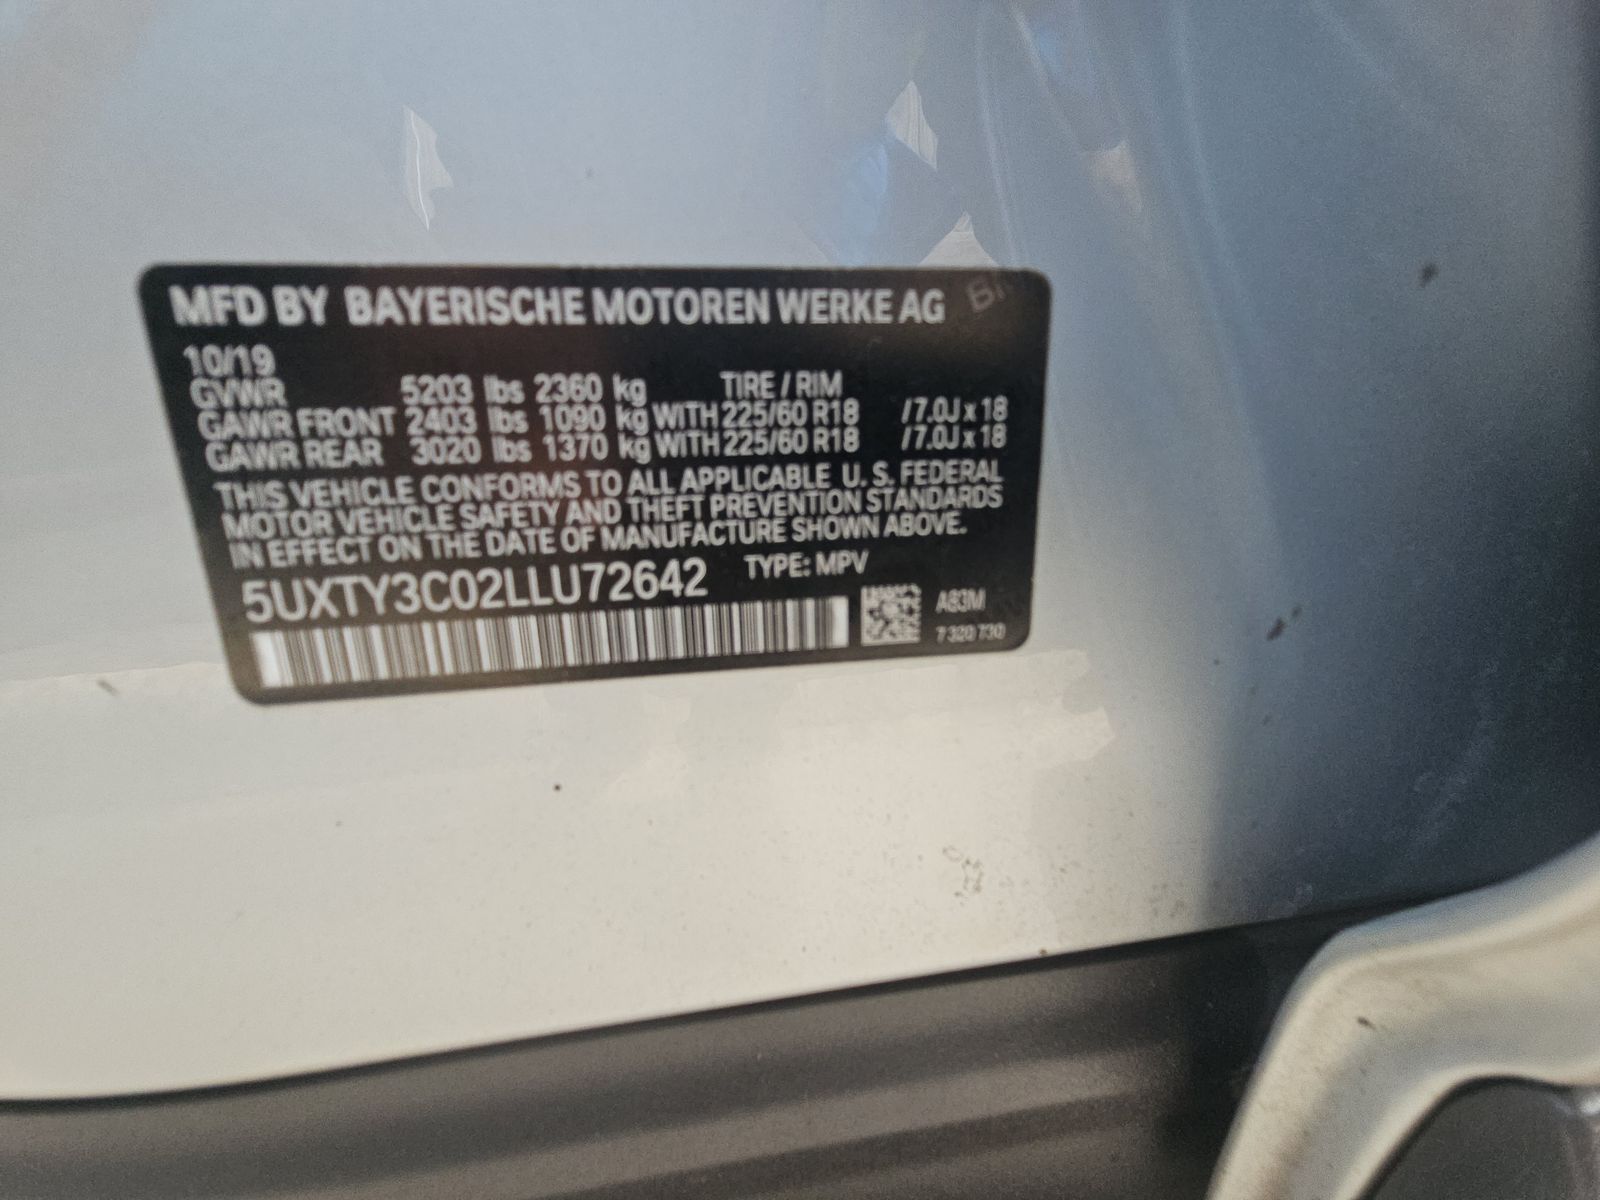 MFD BY BAYERISCHE MOTOREN WERKE AG
10/19
GVWR 5203 lbs 2360 kg TIRE / RIM
GAWR FRONT 2403 lbs 1090 kg WITH 225/60 R18 / 7.0J x 18
GAWR REAR 3020 lbs 1370 kg WITH 225/60 R18 / 7.0J x 18
THIS VEHICLE CONFORMS TO ALL APPLICABLE U. S. FEDERAL
MOTOR VEHICLE SAFETY AND THEFT PREVENTION STANDARDS
IN EFFECT ON THE DATE OF MANUFACTURE SHOWN ABOVE.
5UXTY3C02LLU72642 TYPE: MPV
A83M
7 320 730